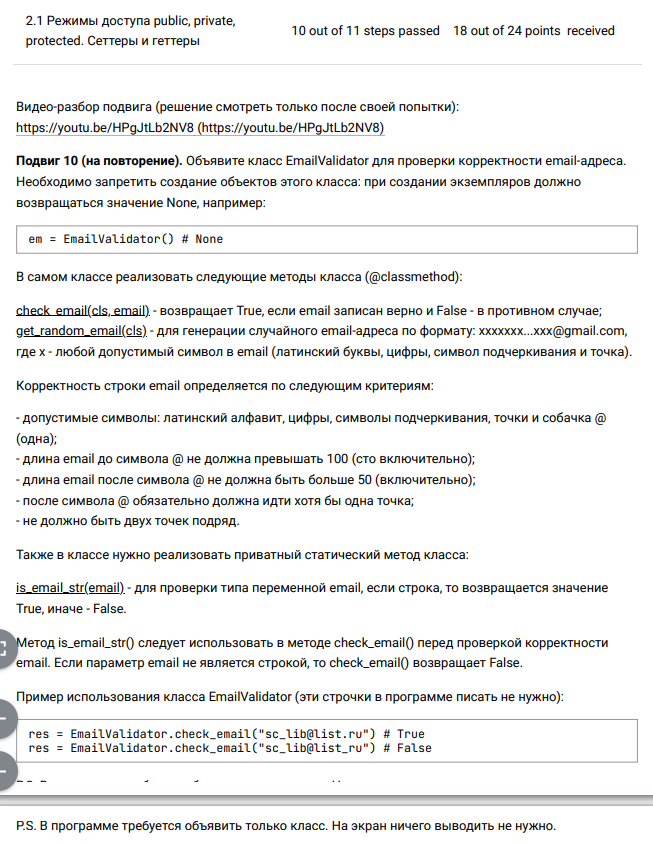 2.1 Режимы доступа public, private,
protected. Сеттеры и геттеры
10 out of 11 steps passed 18 out of 24 points received
Видео-разбор подвига (решение смотреть только после своей попытки):
https://youtu.be/HPgJtLb2NV8 (https://youtu.be/HPgJtLb2NV8)
Подвиг 10 (на повторение). Объявите класс EmailValidator для проверки корректности email-адреса.
Необходимо запретить создание объектов этого класса: при создании экземпляров должно
возвращаться значение None, например:
em = EmailValidator() # None
В самом классе реализовать следующие методы класса (@classmethod):
check_email(cls, email) - возвращает True, если email записан верно и False - в противном случае;
get_random_email(cls) - для генерации случайного email-адреса по формату: xxxxxxx...xxx@gmail.com,
где x - любой допустимый символ в email (латинский буквы, цифры, символ подчеркивания и точка).
Корректность строки email определяется по следующим критериям:
- допустимые символы: латинский алфавит, цифры, символы подчеркивания, точки и собачка @
(одна);
- длина email до символа @ не должна превышать 100 (сто включительно);
- длина email после символа @ не должна быть больше 50 (включительно);
- после символа @ обязательно должна идти хотя бы одна точка;
- не должно быть двух точек подряд.
Также в классе нужно реализовать приватный статический метод класса:
is_email_str(email) - для проверки типа переменной email, если строка, то возвращается значение
True, иначе - False.
Метод is_email_str() следует использовать в методе check_email() перед проверкой корректности
email. Если параметр email не является строкой, то check_email() возвращает False.
Пример использования класса EmailValidator (эти строчки в программе писать не нужно):
res = EmailValidator.check_email("sc_lib@list.ru") # True
res = EmailValidator.check_email("sc_lib@list_ru") # False
P.S. В программе требуется объявить только класс. На экран ничего выводить не нужно.